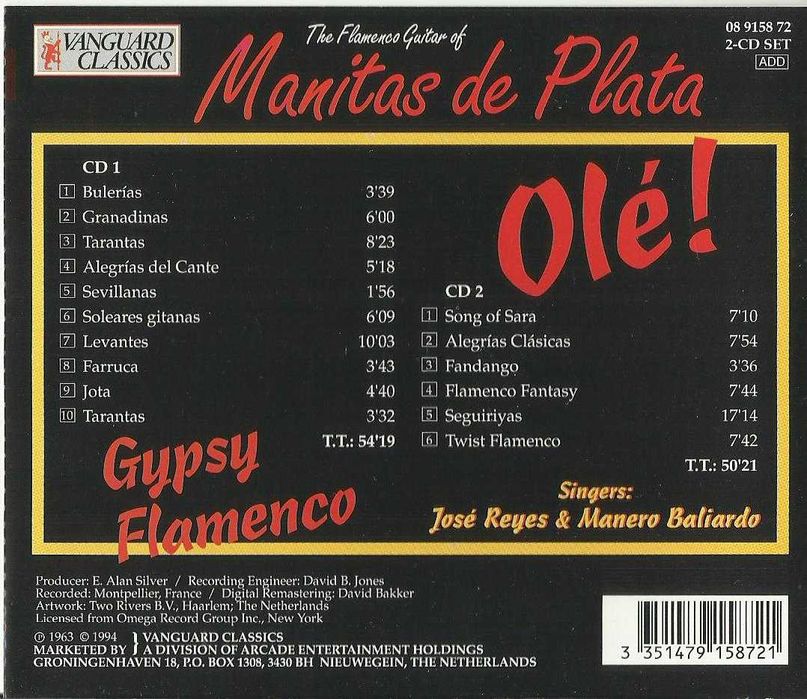 VANGUARD
CLASSICS
The Flamenco Guitar of
Manitas de Plata
08 9158 72
2-CD SET
ADD
CD 1
1 Bulerías 3'39
2 Granadinas 6'00
3 Tarantas 8'23
4 Alegrías del Cante 5'18
5 Sevillanas 1'56
6 Soleares gitanas 6'09
7 Levantes 10'03
8 Farruca 3'43
9 Jota 4'40
10 Tarantas 3'32
T.T.: 54'19
Gypsy
Flamenco
Olé!
CD 2
1 Song of Sara 7'10
2 Alegrías Clásicas 7'54
3 Fandango 3'36
4 Flamenco Fantasy 7'44
5 Seguiriyas 17'14
6 Twist Flamenco 7'42
T.T.: 50'21
Singers:
José Reyes & Manero Baliardo
Producer: E. Alan Silver / Recording Engineer: David B. Jones
Recorded: Montpellier, France / Digital Remastering: David Bakker
Artwork: Two Rivers B.V., Haarlem; The Netherlands
Licensed from Omega Record Group Inc., New York
℗ 1963 © 1994 } VANGUARD CLASSICS
MARKETED BY } A DIVISION OF ARCADE ENTERTAINMENT HOLDINGS
GRONINGENHAVEN 18, P.O. BOX 1308, 3430 BH NIEUWEGEIN, THE NETHERLANDS
3 351479 158721